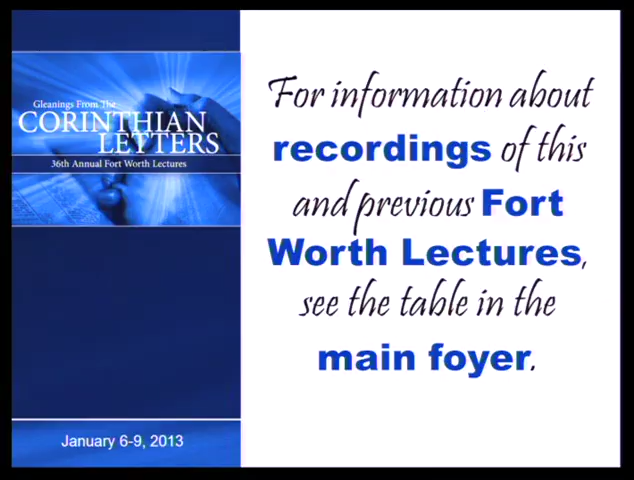 Gleanings From The
CORINTHIAN
LETTERS
36th Annual Fort Worth Lectures
January 6-9, 2013
For information about
recordings of this
and previous Fort
Worth Lectures,
see the table in the
main foyer.